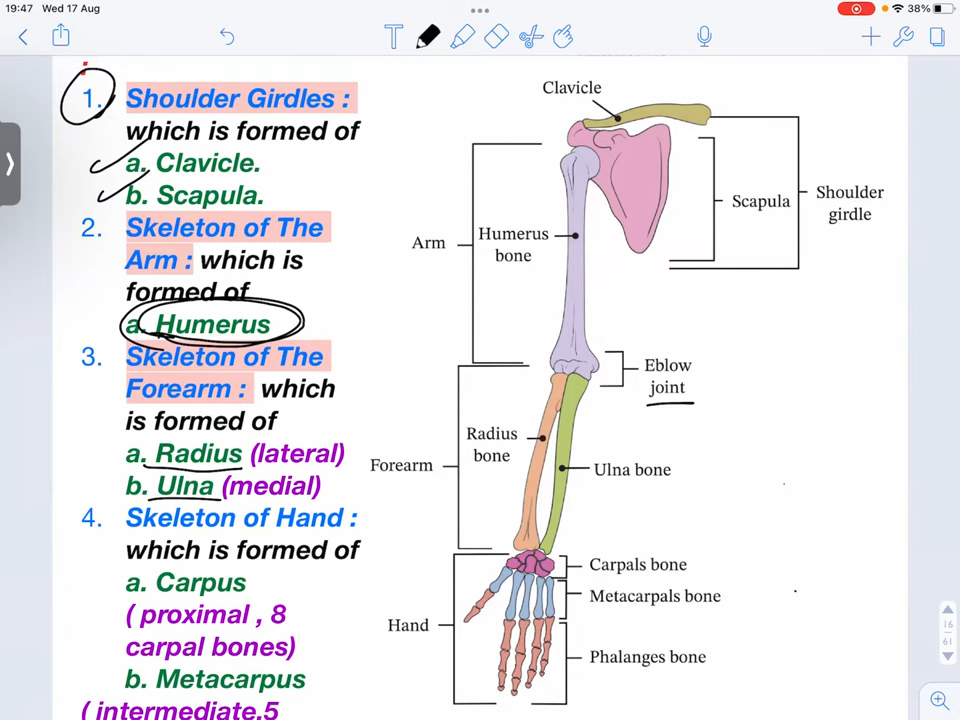 19:47 Wed 17 Aug
38%
1. Shoulder Girdles :
which is formed of
a. Clavicle.
b. Scapula.
2. Skeleton of The
Arm : which is
formed of
a. Humerus
3. Skeleton of The
Forearm : which
is formed of
a. Radius (lateral)
b. Ulna (medial)
4. Skeleton of Hand :
which is formed of
a. Carpus
( proximal , 8
carpal bones)
b. Metacarpus
( intermediate,5
Clavicle
Scapula
Shoulder
girdle
Arm
Humerus
bone
Eblow
joint
Radius
bone
Forearm
Ulna bone
Carpals bone
Metacarpals bone
Hand
Phalanges bone
16
61